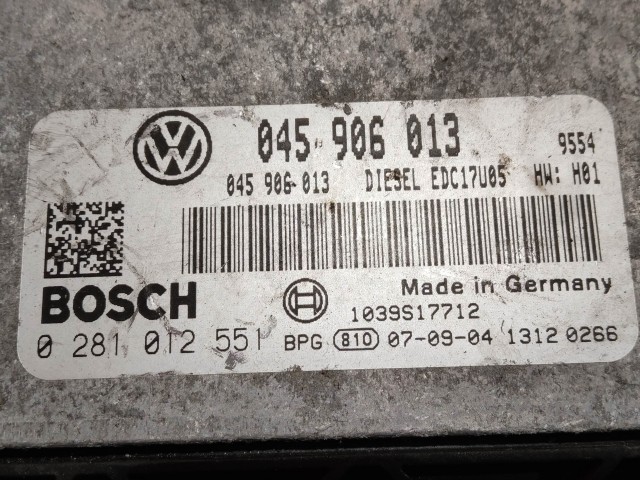 045 906 013 9554
045 906 013 DIESEL EDC17U05 HW: H01
BOSCH Made in Germany
1039S17712
0 281 012 551 BPG 810 07-09-04 1312 0266